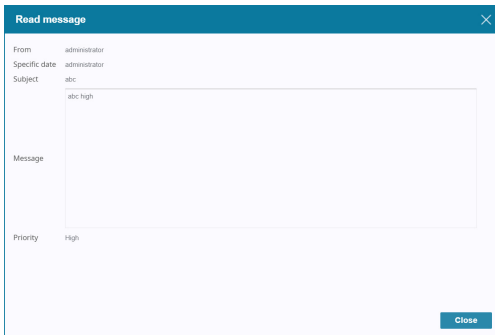 Read message
From administrator
Specific date administrator
Subject abc
abc high
Message
Priority High
Close